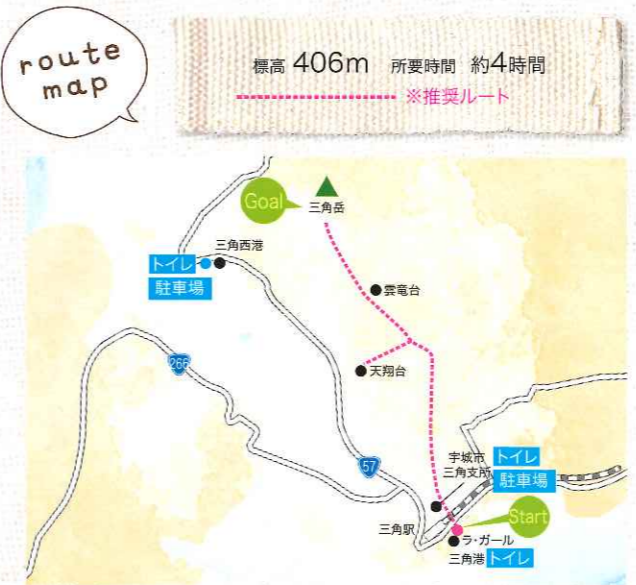 route
map
標高 406m 所要時間 約4時間
※推奨ルート
Goal
三角岳
三角西港
トイレ
駐車場
雲竜台
266
天翔台
57
宇城市
三角支所
トイレ
駐車場
Start
三角駅
ラ・ガール
三角港 トイレ